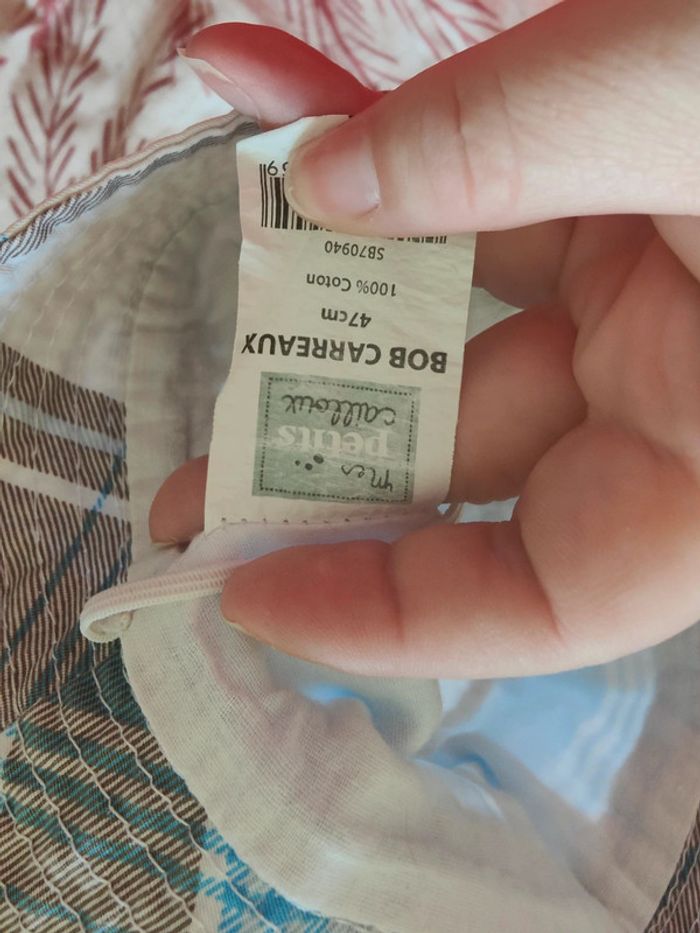 mes
petits
cailloux
BOB CARREAUX
47cm
100% Coton
SB70940